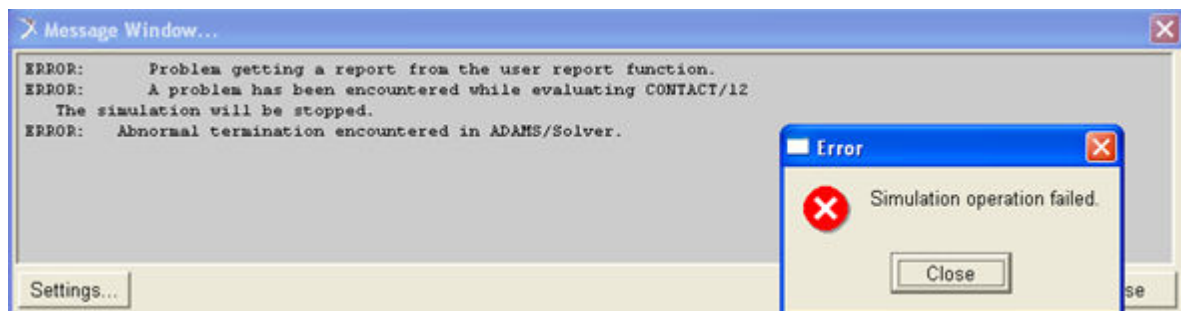 Message Window...
ERROR: Problem getting a report from the user report function.
ERROR: A problem has been encountered while evaluating CONTACT/12
The simulation will be stopped.
ERROR: Abnormal termination encountered in ADAMS/Solver.
Error
Simulation operation failed.
Close
Settings...
se